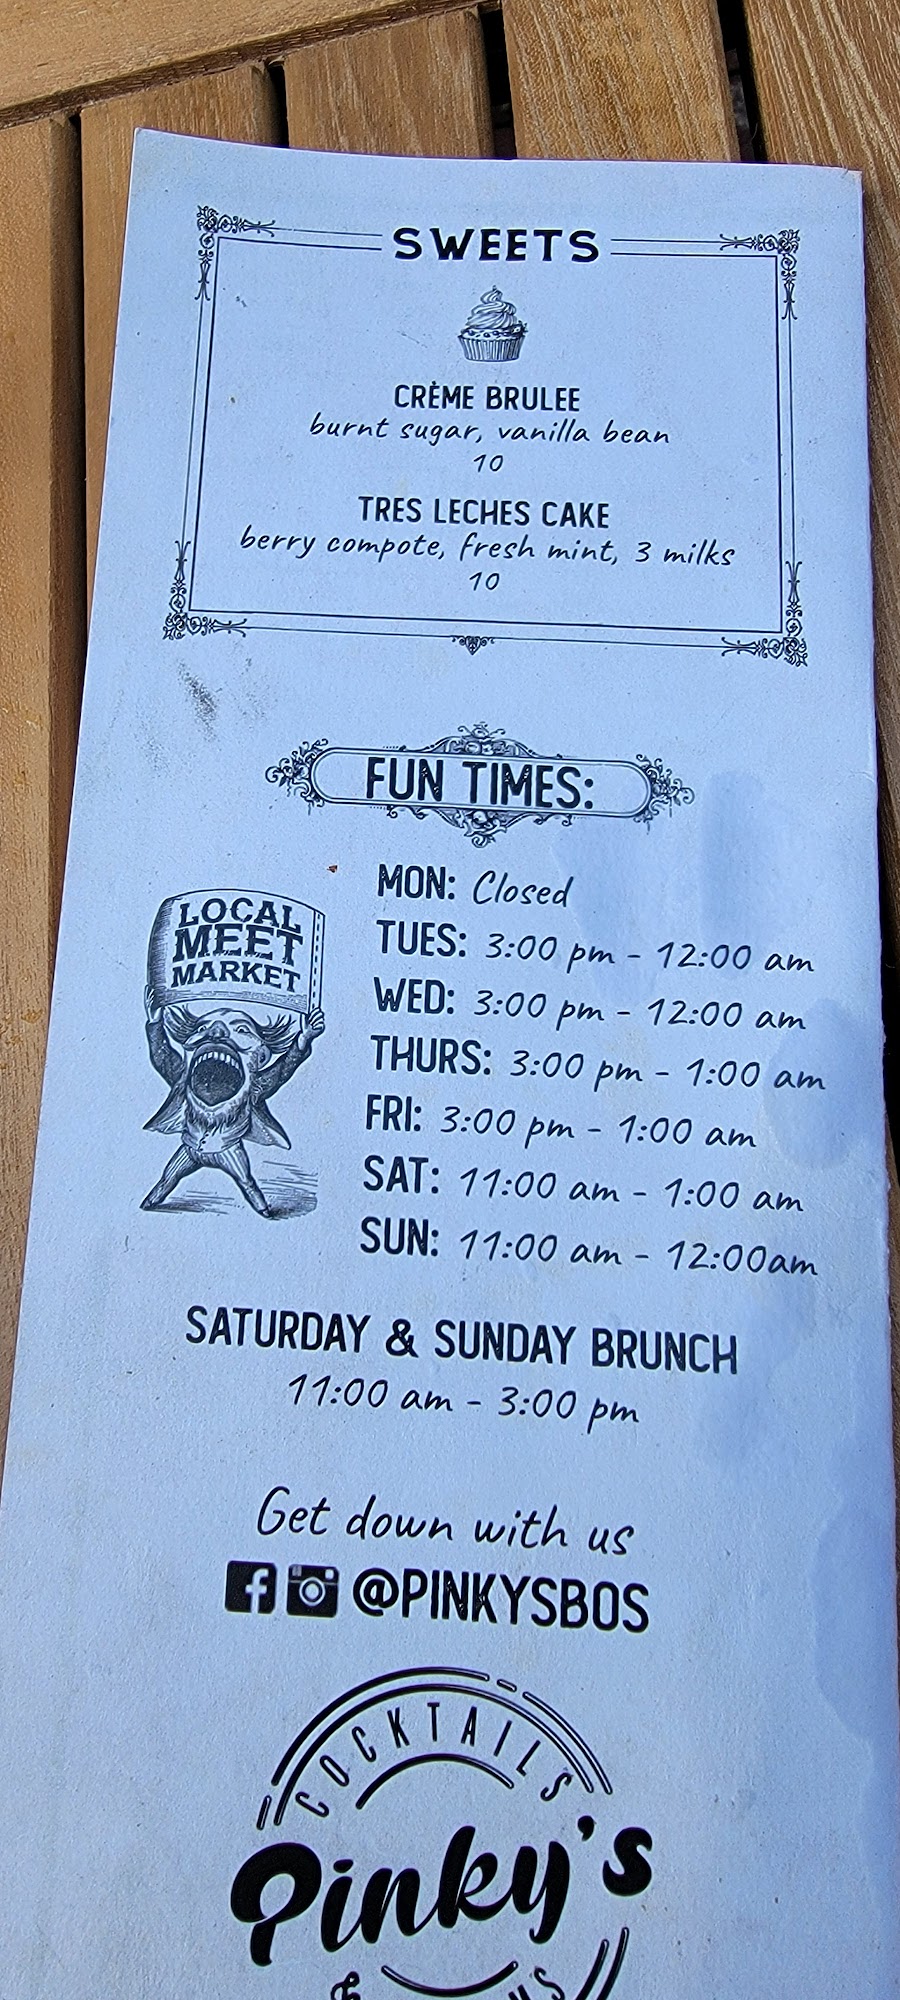 SWEETS
CRÈME BRULEE
burnt sugar, vanilla bean
10
TRES LECHES CAKE
berry compote, fresh mint, 3 milks
10
FUN TIMES:
LOCAL
MEET
MARKET
MON: Closed
TUES: 3:00 pm - 12:00 am
WED: 3:00 pm - 12:00 am
THURS: 3:00 pm - 1:00 am
FRI: 3:00 pm - 1:00 am
SAT: 11:00 am - 1:00 am
SUN: 11:00 am - 12:00am
SATURDAY & SUNDAY BRUNCH
11:00 am - 3:00 pm
Get down with us
@PINKYSBOS
COCKTAILS
Pinky's
&